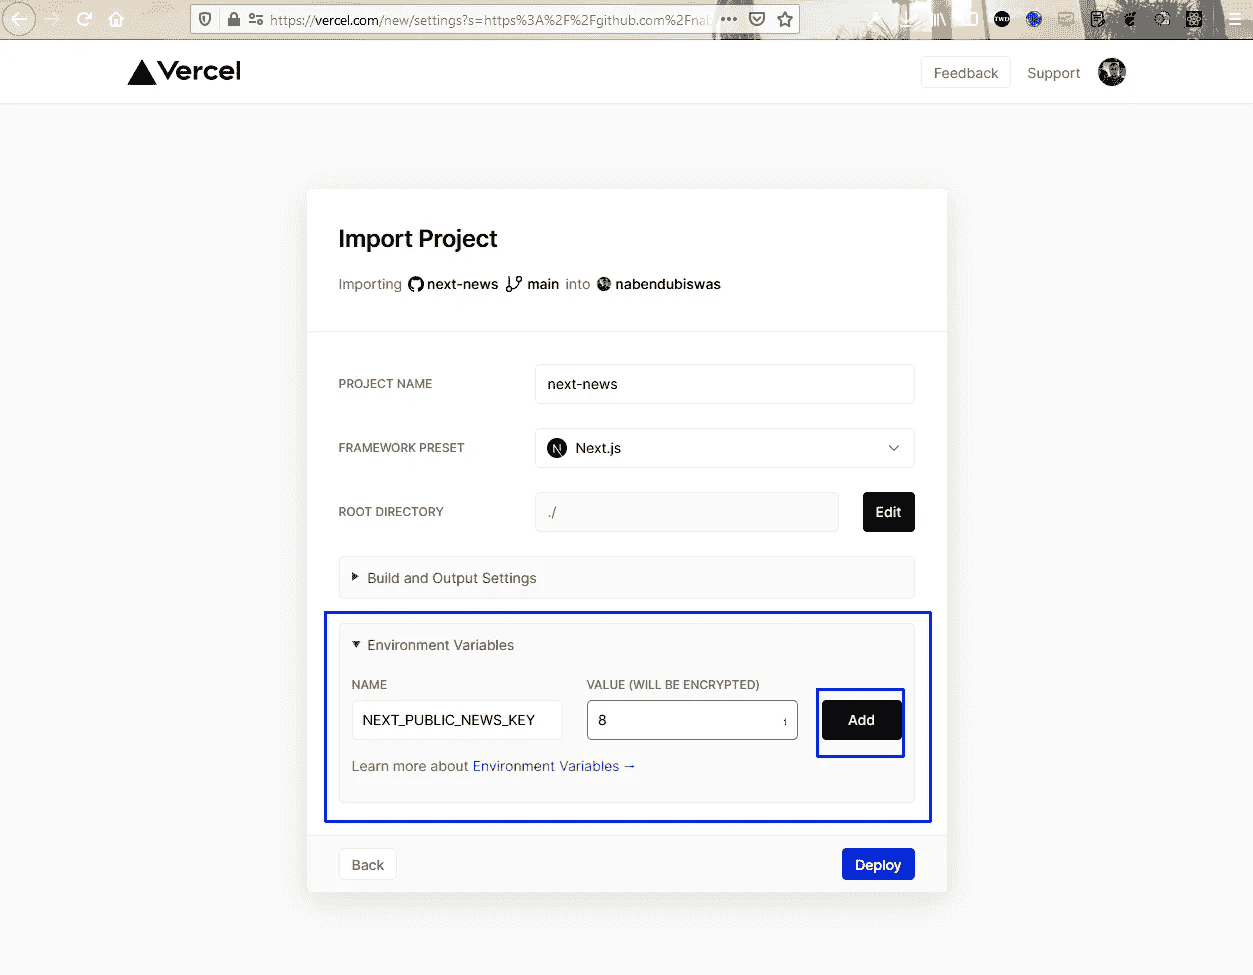 https://vercel.com/new/settings?s=https%3A%2F%2Fgithub.com%2Fnab
Vercel
Feedback Support
Import Project
Importing next-news main into nabendubiswas
PROJECT NAME next-news
FRAMEWORK PRESET N Next.js
ROOT DIRECTORY ./ Edit
Build and Output Settings
Environment Variables
NAME VALUE (WILL BE ENCRYPTED)
NEXT_PUBLIC_NEWS_KEY 8 Add
Learn more about Environment Variables →
Back Deploy